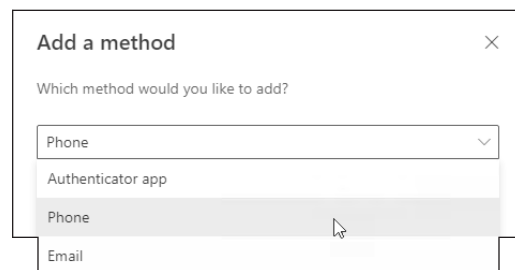 Add a method
Which method would you like to add?
Phone
Authenticator app
Phone
Email